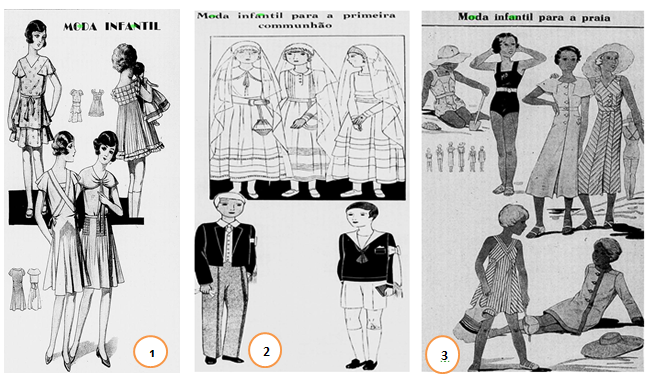 MODA INFANTIL
Moda infantil para a primeira
communhão
Moda infantil para a praia
1
2
3